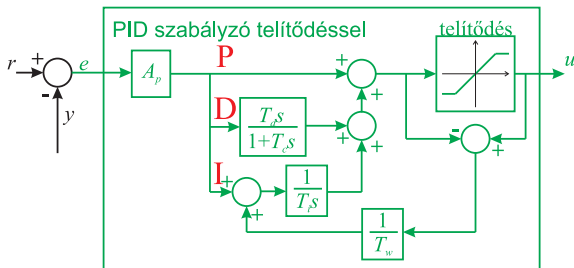 PID szabályzó telítődéssel
telítődés
r
+
e
-
y
A_p
P
+
+
u
D
T_d s
1+T_c s
+
+
-
+
I
+
+
1
T_i s
1
T_w